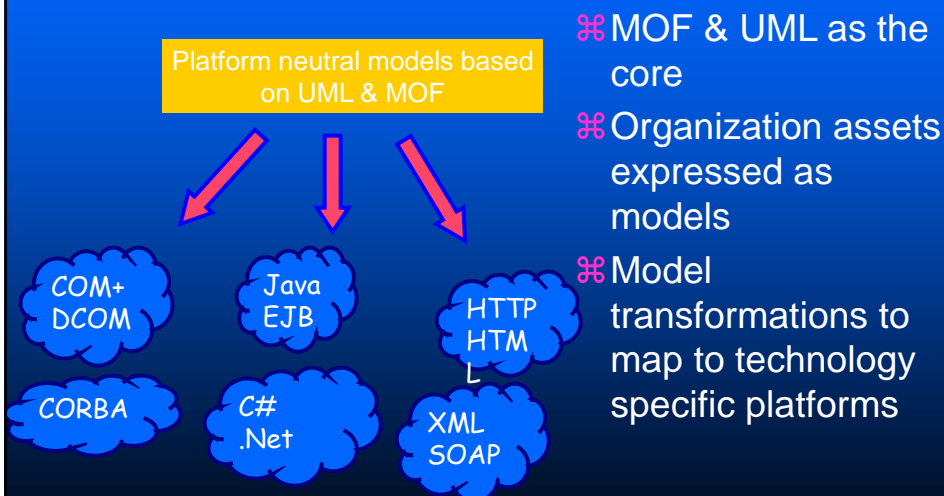 Platform neutral models based
on UML & MOF
COM+
DCOM
Java
EJB
HTTP
HTM
L
CORBA
C#
.Net
XML
SOAP
⌘MOF & UML as the
core
⌘Organization assets
expressed as
models
⌘Model
transformations to
map to technology
specific platforms